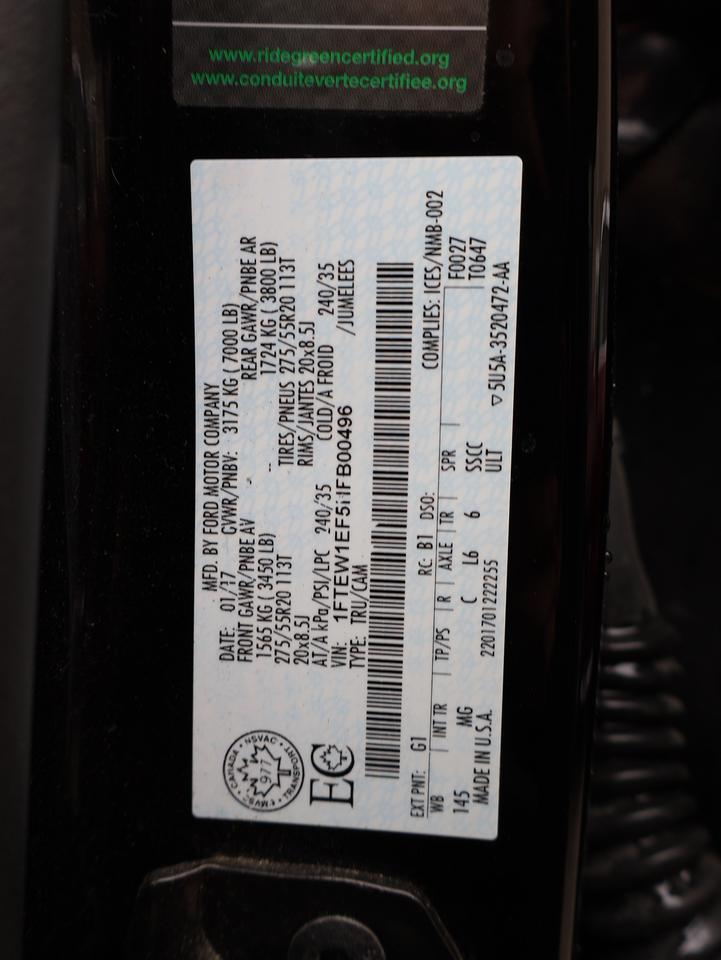 www.ridegreencertified.org
www.conduitevertecertifiee.org
MFD. BY FORD MOTOR COMPANY
DATE: 01/17 GVWR/PNBV: 3175 KG ( 7000 LB)
FRONT GAWR/PNBE AV REAR GAWR/PNBE AR
1565 KG ( 3450 LB) -- 1724 KG ( 3800 LB)
275/55R20 113T TIRES/PNEUS 275/55R20 113T
20x8.5J RIMS/JANTES 20x8.5J
AT/A kPa/PSI/LPC 240/35 COLD/A FROID 240/35
VIN: /JUMELEES
TYPE: TRU/CAM
CANADA • NSVAC • TRANSPORT
977
EC
EXT PNT: G1 RC: B1 DSO: COMPLIES: ICES/NMB-002
WB INT TR TP/PS R AXLE TR SPR F0027
145 MG C L6 6 SSCC T0647
MADE IN U.S.A. 2201701222255 ULT ▽5U5A-3520472-AA